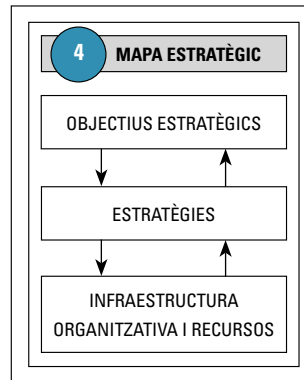 4
MAPA ESTRATÈGIC
OBJECTIUS ESTRATÈGICS
ESTRATÈGIES
INFRAESTRUCTURA
ORGANITZATIVA I RECURSOS